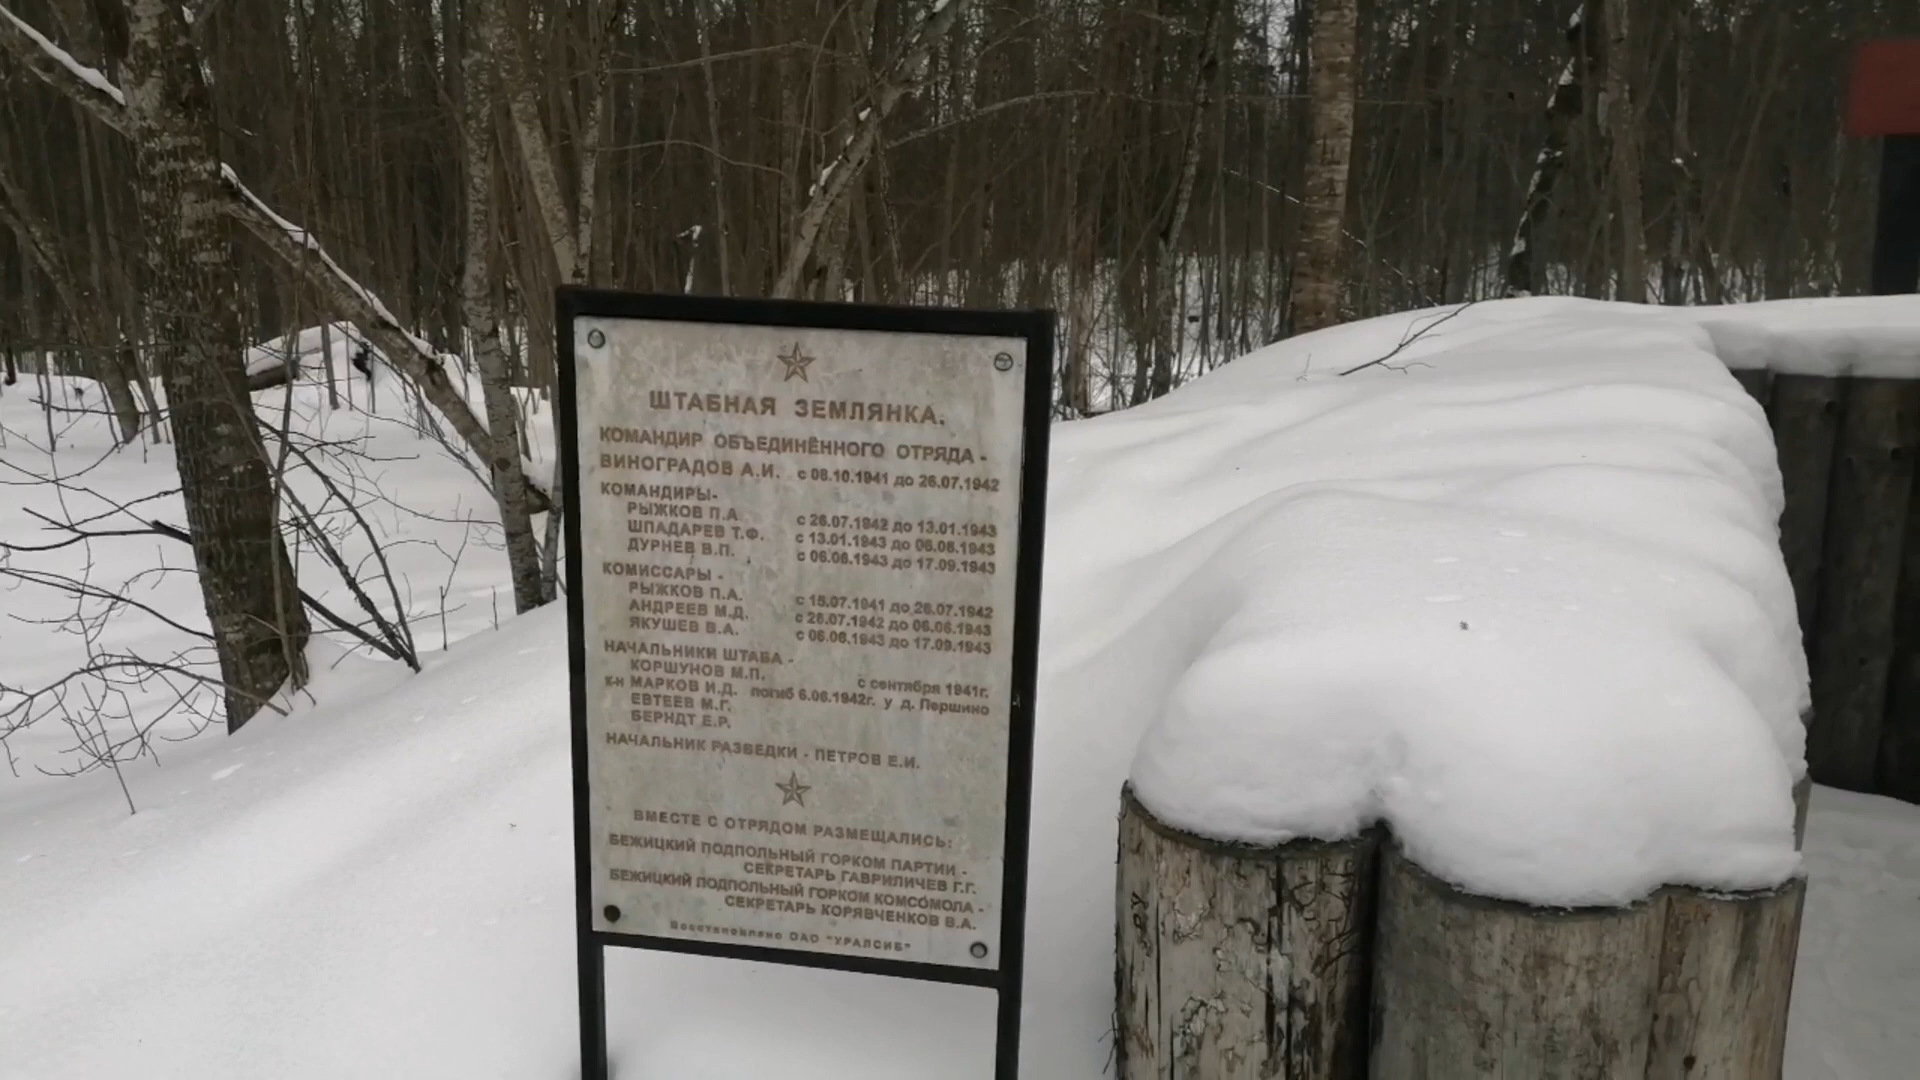 ШТАБНАЯ ЗЕМЛЯНКА.
КОМАНДИР ОБЪЕДИНЁННОГО ОТРЯДА -
ВИНОГРАДОВ А.И. с 08.10.1941 до 26.07.1942
КОМАНДИРЫ-
РЫЖКОВ П.А. с 26.07.1942 до 13.01.1943
ШПАДАРЕВ Т.Ф. с 13.01.1943 до 06.06.1943
ДУРНЕВ В.П. с 06.06.1943 до 17.09.1943
КОМИССАРЫ -
РЫЖКОВ П.А. с 15.07.1941 до 26.07.1942
АНДРЕЕВ М.Д. с 26.07.1942 до 06.06.1943
ЯКУШЕВ В.А. с 06.06.1943 до 17.09.1943
НАЧАЛЬНИКИ ШТАБА -
КОРШУНОВ М.П. с сентября 1941г.
к-н МАРКОВ И.Д. погиб 6.06.1942г. у д. Першино
ЕВТЕЕВ М.Г.
БЕРНДТ Е.Р.
НАЧАЛЬНИК РАЗВЕДКИ - ПЕТРОВ Е.И.
ВМЕСТЕ С ОТРЯДОМ РАЗМЕЩАЛИСЬ:
БЕЖИЦКИЙ ПОДПОЛЬНЫЙ ГОРКОМ ПАРТИИ -
СЕКРЕТАРЬ ГАВРИЛИЧЕВ Г.Г.
БЕЖИЦКИЙ ПОДПОЛЬНЫЙ ГОРКОМ КОМСОМОЛА -
СЕКРЕТАРЬ КОРЯВЧЕНКОВ В.А.
Восстановлено ОАО "УРАЛСИБ"